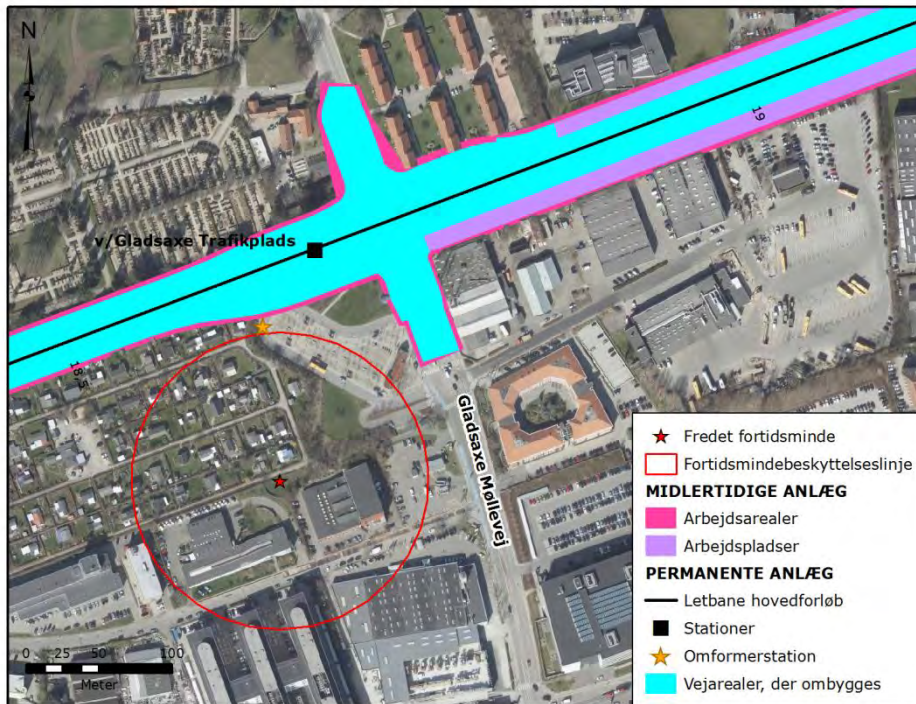 N
19
v/Gladsaxe Trafikplads
18.5
Gladsaxe Møllevej
Fredet fortidsminde
Fortidsmindebeskyttelseslinje
MIDLERTIDIGE ANLÆG
Arbejdsarealer
Arbejdspladser
PERMANENTE ANLÆG
Letbane hovedforløb
Stationer
Omformerstation
Vejarealer, der ombygges
0 25 50 100
Meter